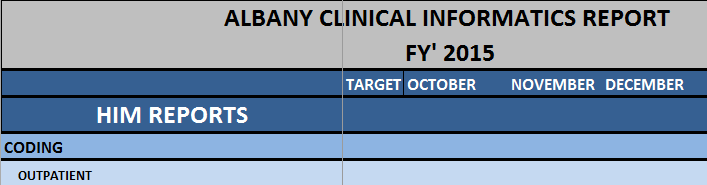 ALBANY CLINICAL INFORMATICS REPORT
FY' 2015
TARGET OCTOBER NOVEMBER DECEMBER
HIM REPORTS
CODING
OUTPATIENT